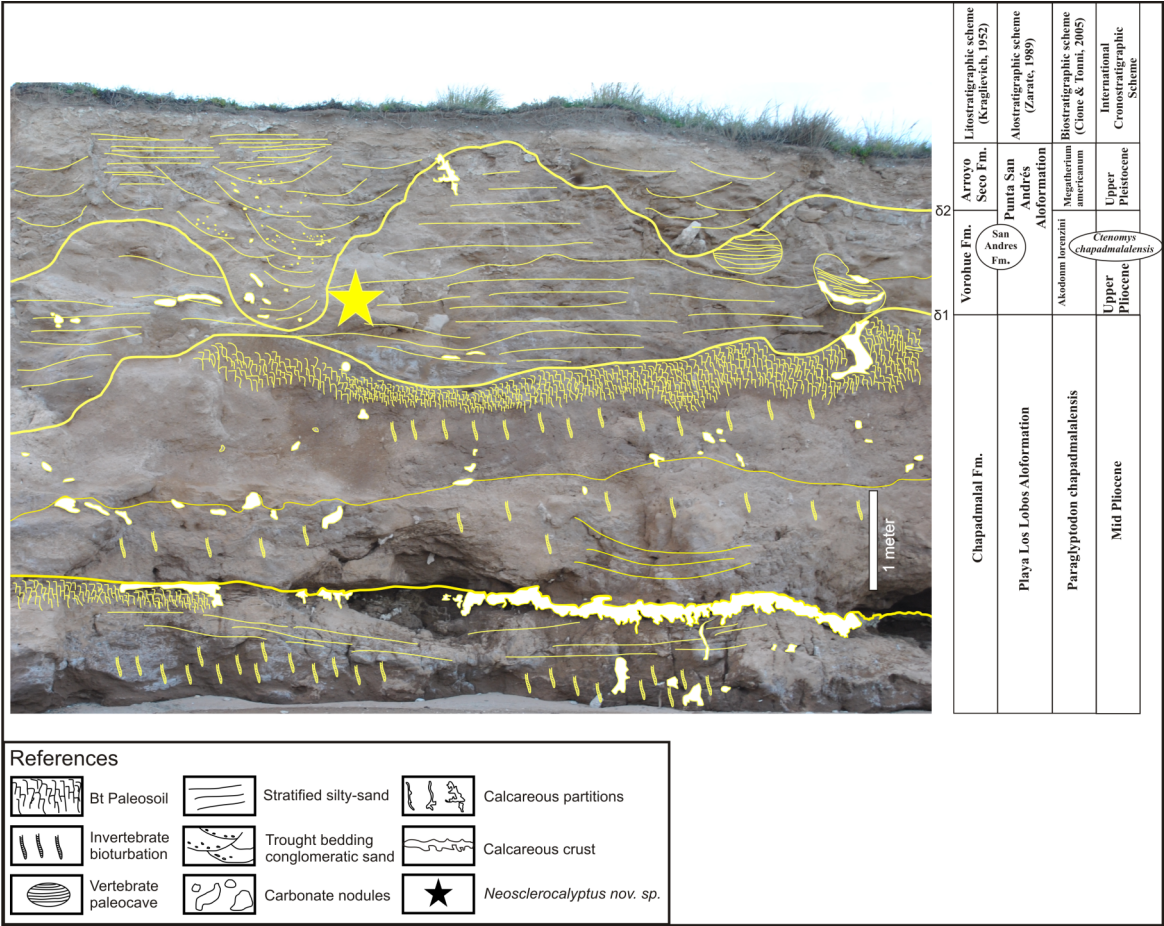 Litostratigraphic scheme
(Kraglievich, 1952)
Alostratigraphic scheme
(Zarate, 1989)
Biostratigraphic scheme
(Cione & Tonni, 2005)
International
Cronostratigraphic
Scheme
Arroyo
Seco Fm.
Punta San
Andrés
Aloformation
Megatherium
americanum
Upper
Pleistocene
δ2
Vorohue Fm.
San
Andres
Fm.
Akodonm lorenzini
Ctenomys
chapadmalalensis
Upper
Pliocene
δ1
Chapadmalal Fm.
Playa Los Lobos Aloformation
Paraglyptodon chapadmalalensis
Mid Pliocene
1 meter
References
Bt Paleosoil
Stratified silty-sand
Calcareous partitions
Invertebrate
bioturbation
Trought bedding
conglomeratic sand
Calcareous crust
Vertebrate
paleocave
Carbonate nodules
Neosclerocalyptus nov. sp.